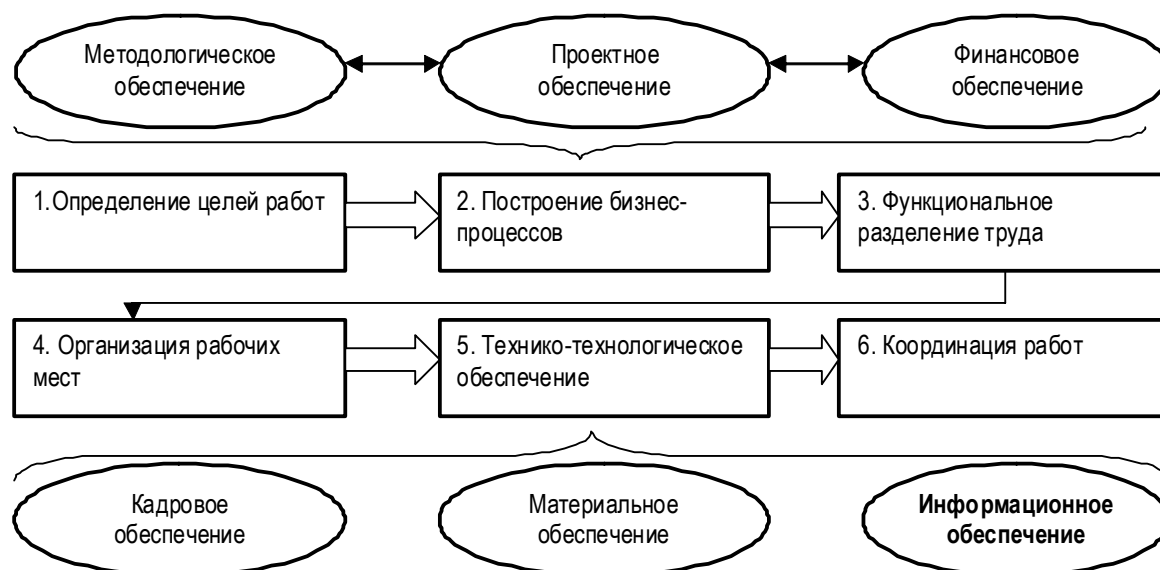 Методологическое
обеспечение
Проектное
обеспечение
Финансовое
обеспечение
1.Определение целей работ
2. Построение бизнес-
процессов
3. Функциональное
разделение труда
4. Организация рабочих
мест
5. Технико-технологическое
обеспечение
6. Координация работ
Кадровое
обеспечение
Материальное
обеспечение
Информационное
обеспечение